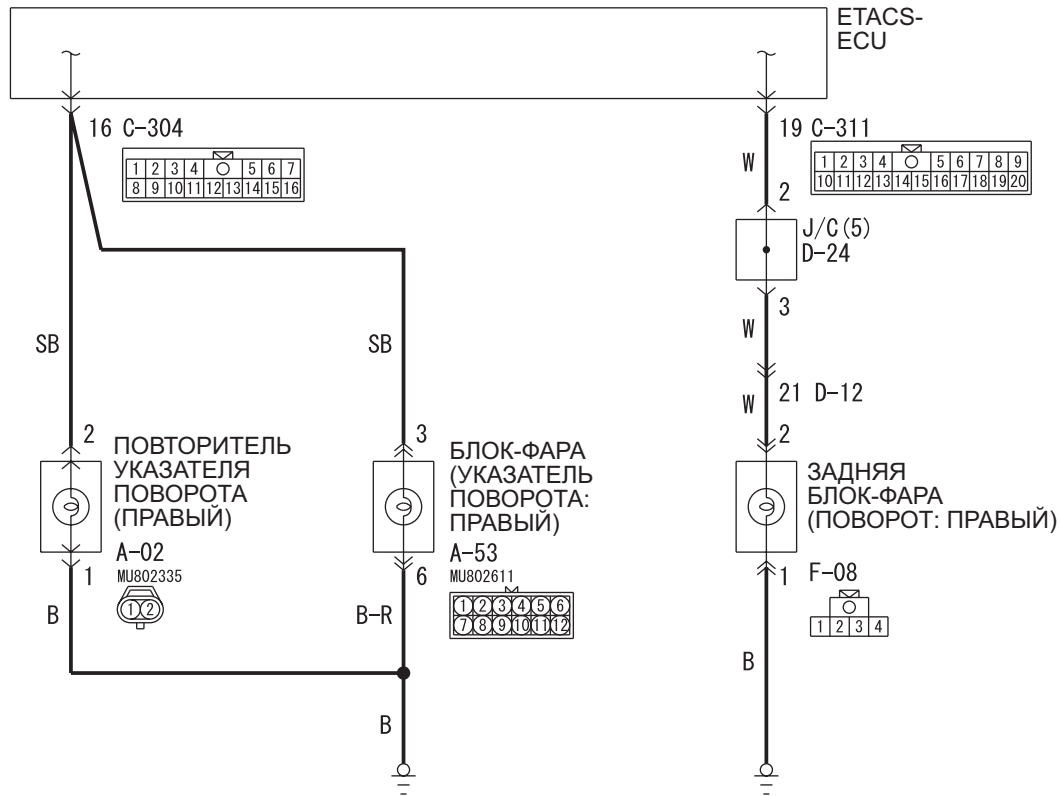 ETACS-
ECU
16 C-304
1 2 3 4 5 6 7
8 9 10 11 12 13 14 15 16
19 C-311
1 2 3 4 5 6 7 8 9
10 11 12 13 14 15 16 17 18 19 20
W
2
J/C(5)
D-24
3
W
SB
SB
21 D-12
W
2
2
ПОВТОРИТЕЛЬ
УКАЗАТЕЛЯ
ПОВОРОТА
(ПРАВЫЙ)
A-02
MU802335
1 2
1
B
3
БЛОК-ФАРА
(УКАЗАТЕЛЬ
ПОВОРОТА:
ПРАВЫЙ)
A-53
MU802611
1 2 3 4 5 6
7 8 9 10 11 12
6
B-R
ЗАДНЯЯ
БЛОК-ФАРА
(ПОВОРОТ: ПРАВЫЙ)
1
F-08
1 2 3 4
B
B